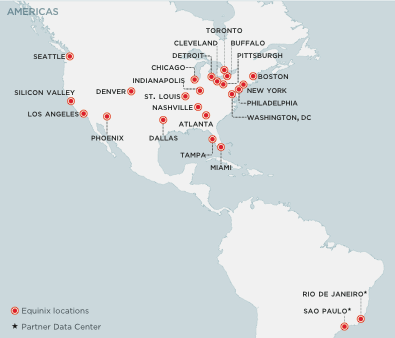 AMERICAS
TORONTO
CLEVELAND
BUFFALO
DETROIT
PITTSBURGH
SEATTLE
CHICAGO
BOSTON
INDIANAPOLIS
SILICON VALLEY
DENVER
ST. LOUIS
NEW YORK
NASHVILLE
PHILADELPHIA
LOS ANGELES
WASHINGTON, DC
ATLANTA
PHOENIX
DALLAS
TAMPA
MIAMI
RIO DE JANEIRO*
SAO PAULO*
Equinix locations
★ Partner Data Center